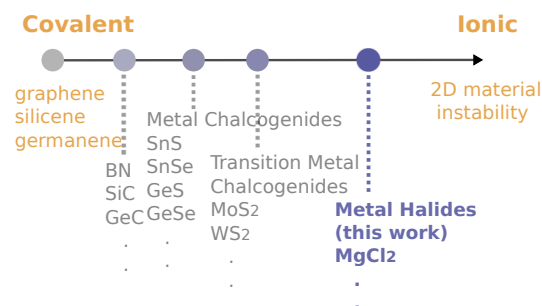 Covalent
Ionic
graphene
silicene
germanene
BN
SiC
GeC
.
.
Metal Chalcogenides
SnS
SnSe
GeS
GeSe
.
.
Transition Metal
Chalcogenides
MoS2
WS2
.
.
Metal Halides
(this work)
MgCl2
.
.
2D material
instability